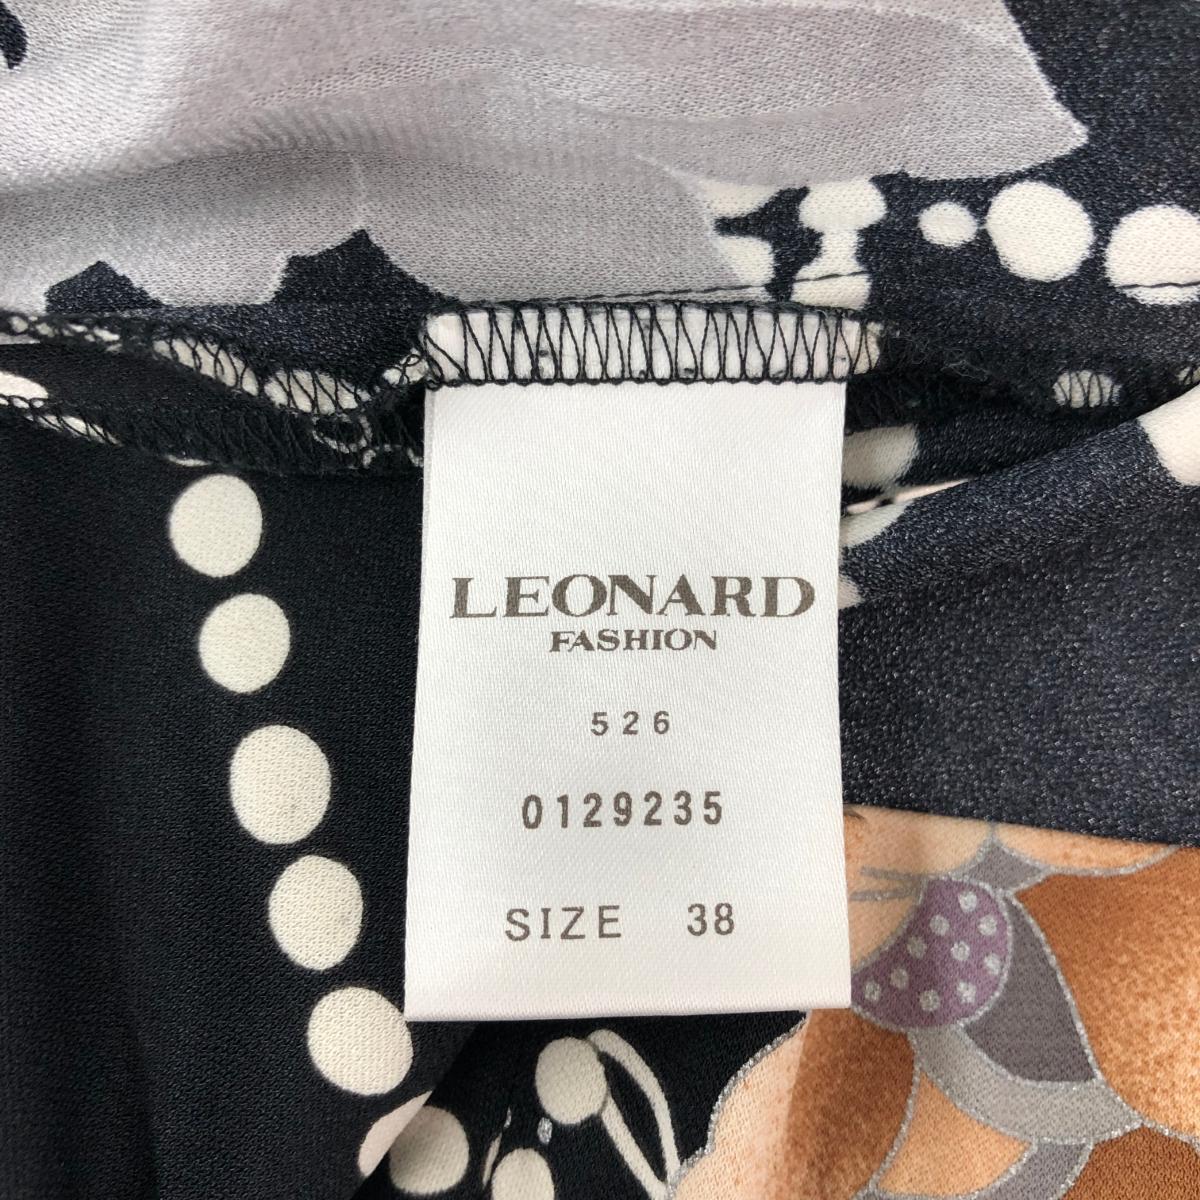 LEONARD
FASHION
526
0129235
SIZE 38